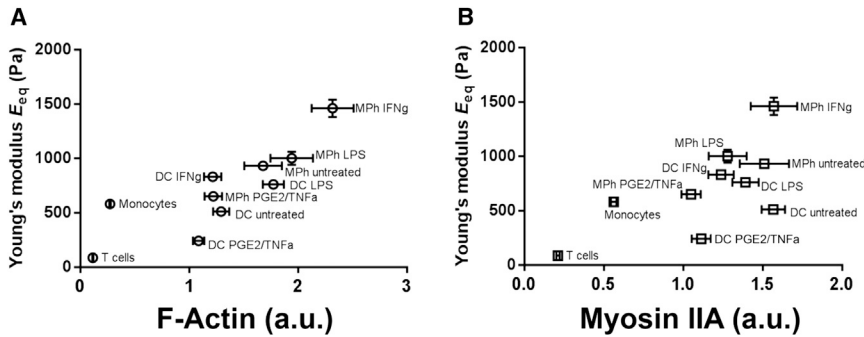 A
Young's modulus Eeq (Pa)
2000
1500
1000
500
0
MPh IFNg
MPh LPS
MPh untreated
DC IFNg
DC LPS
MPh PGE2/TNFa
Monocytes
DC untreated
DC PGE2/TNFa
T cells
0 1 2 3
F-Actin (a.u.)
B
Young's modulus Eeq (Pa)
2000
1500
1000
500
0
MPh IFNg
MPh LPS
MPh untreated
DC IFNg
MPh PGE2/TNFa
DC LPS
Monocytes
DC untreated
DC PGE2/TNFa
T cells
0.0 0.5 1.0 1.5 2.0
Myosin IIA (a.u.)